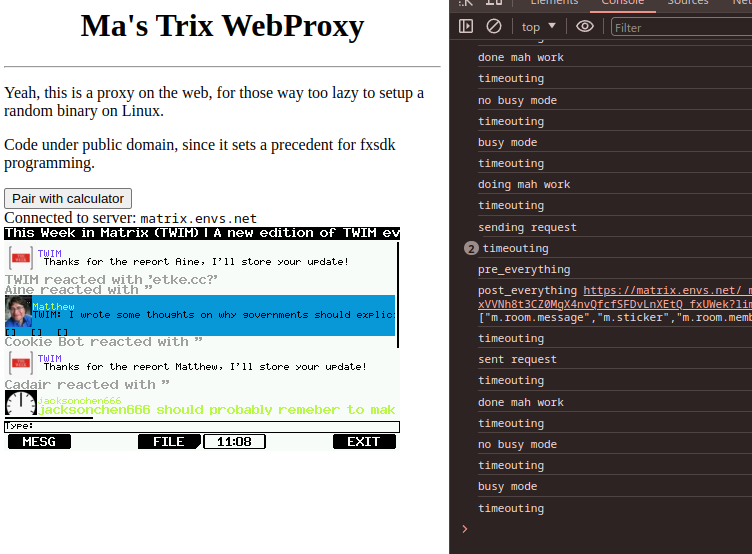 Ma's Trix WebProxy
Yeah, this is a proxy on the web, for those way too lazy to setup a
random binary on Linux.
Code under public domain, since it sets a precedent for fxsdk
programming.
Pair with calculator
Connected to server: matrix.envs.net
This Week in Matrix (TWIM) | A new edition of TWIM ev
TWIM
Thanks for the report Aine, I'll store your update!
TWIM reacted with 'etke.cc?'
Aine reacted with ''
Matthew
TWIM: I wrote some thoughts on why governments should explic
[] [] []
Cookie Bot reacted with ''
TWIM
Thanks for the report Matthew, I'll store your update!
Cadair reacted with ''
jacksonchen666
jacksonchen666 should probably remeber to mak
Type:
MESG FILE 11:08 EXIT
Elements Console Sources Net
top Filter
done mah work
timeouting
no busy mode
timeouting
busy mode
timeouting
doing mah work
timeouting
sending request
2 timeouting
pre_everything
post_everything https://matrix.envs.net/_m
xVVNh8t3CZ0MgX4nvQfcfSFDvLnXEtQ_fxUWek?lim
["m.room.message","m.sticker","m.room.memb
timeouting
sent request
timeouting
done mah work
timeouting
no busy mode
timeouting
busy mode
timeouting